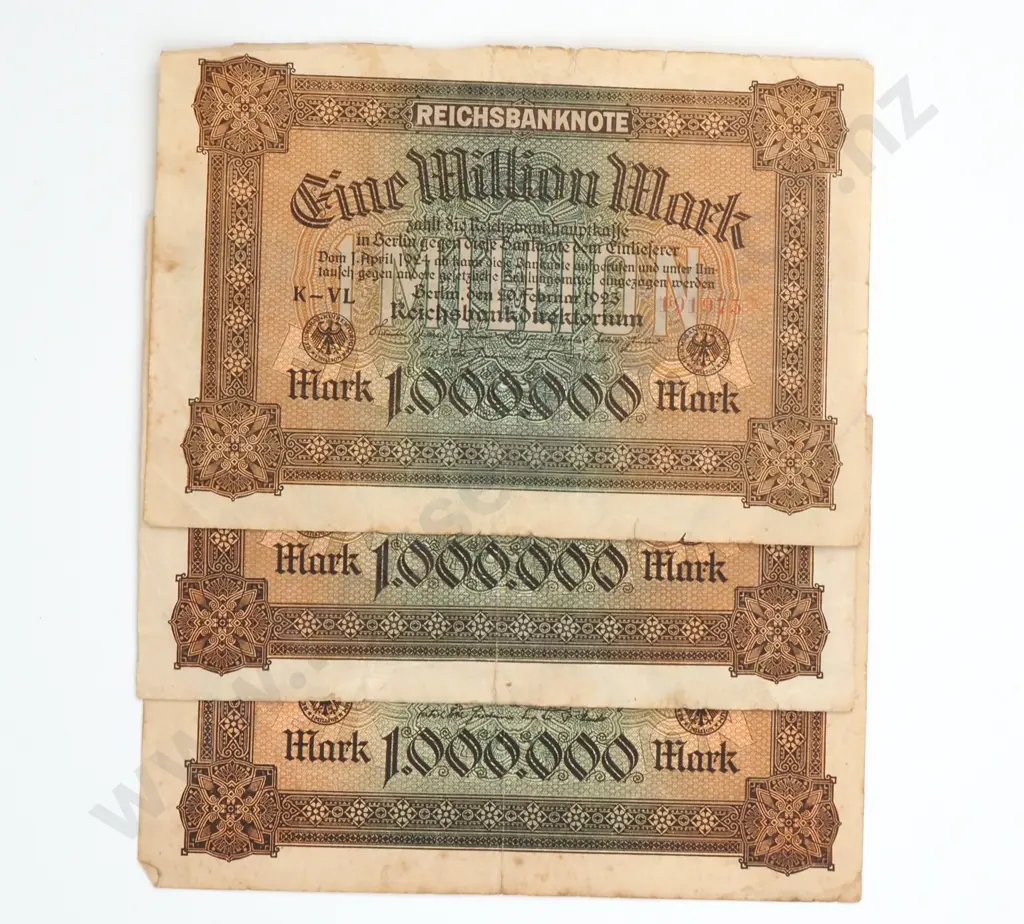 REICHSBANKNOTE
Eine Million Mark
zahlt die Reichsbankhauptkasse
in Berlin gegen diese Banknote dem Einlieferer
Vom 1. April 1924 ab kann diese Banknote aufgerufen und unter Um-
tausch gegen andere gesetzliche Zahlungsmittel eingezogen werden
Berlin, den 20. Februar 1923
K-VL
Reichsbankdirektorium
Mark 1.000.000 Mark
Mark 1.000.000 Mark
Mark 1.000.000 Mark